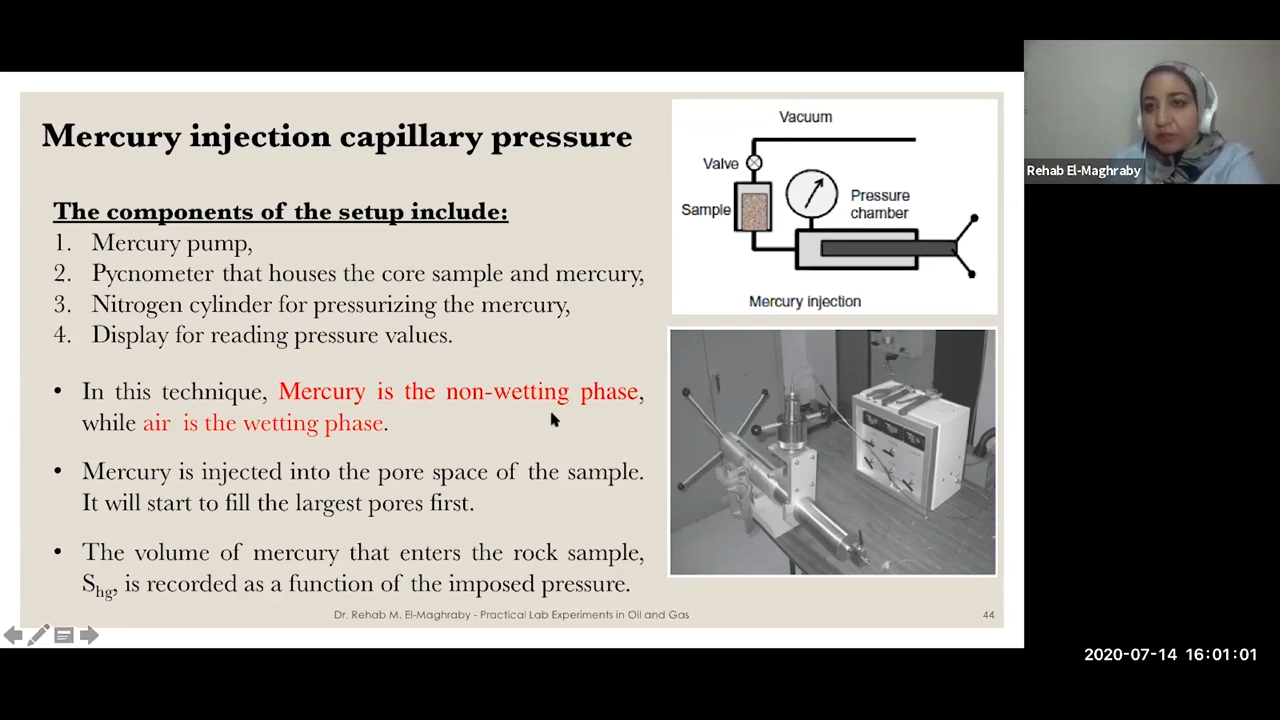 Mercury injection capillary pressure
The components of the setup include:
1. Mercury pump,
2. Pycnometer that houses the core sample and mercury,
3. Nitrogen cylinder for pressurizing the mercury,
4. Display for reading pressure values.
• In this technique, Mercury is the non-wetting phase,
while air is the wetting phase.
• Mercury is injected into the pore space of the sample.
It will start to fill the largest pores first.
• The volume of mercury that enters the rock sample,
Shg, is recorded as a function of the imposed pressure.
Vacuum
Valve
Sample
Pressure
chamber
Mercury injection
Dr. Rehab M. El-Maghraby - Practical Lab Experiments in Oil and Gas
44
Rehab El-Maghraby
2020-07-14 16:01:01